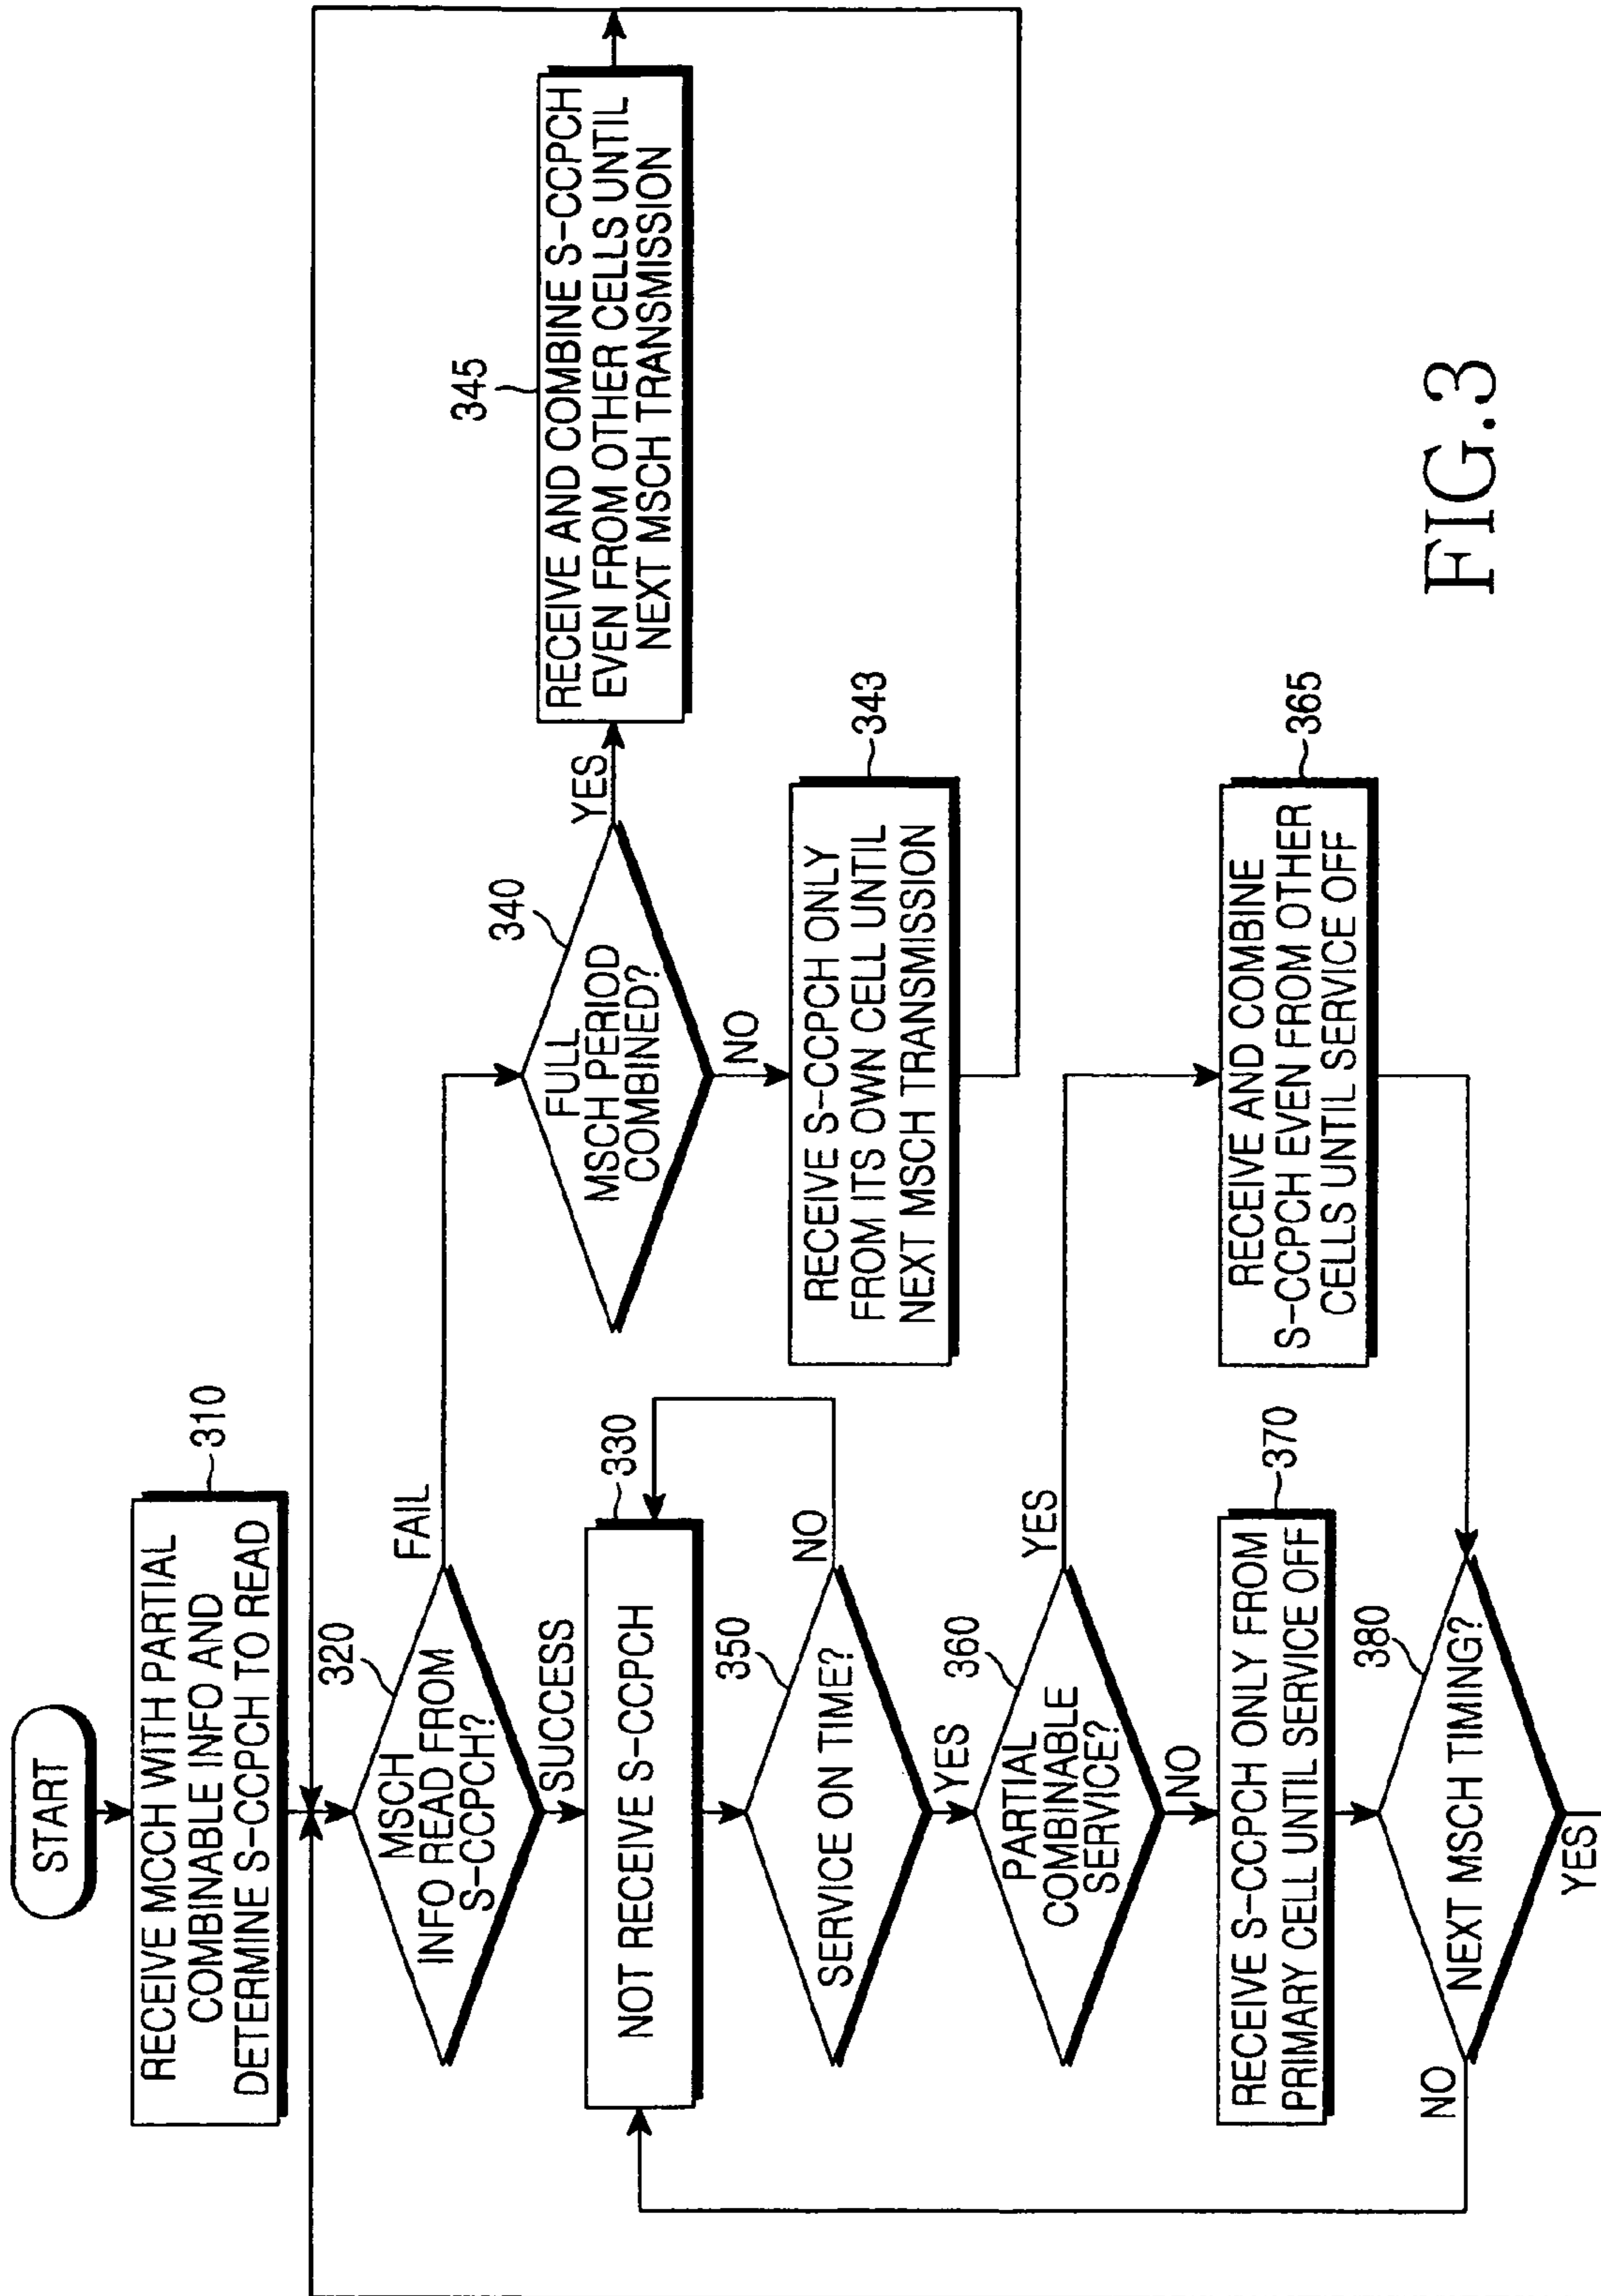 START
RECEIVE MCCH WITH PARTIAL
COMBINABLE INFO AND
DETERMINE S-CCPCH TO READ
310
320
MSCH
INFO READ FROM
S-CCPCH?
FAIL
SUCCESS
330
NOT RECEIVE S-CCPCH
340
FULL
MSCH PERIOD
COMBINED?
YES
NO
345
RECEIVE AND COMBINE S-CCPCH
EVEN FROM OTHER CELLS UNTIL
NEXT MSCH TRANSMISSION
343
RECEIVE S-CCPCH ONLY
FROM ITS OWN CELL UNTIL
NEXT MSCH TRANSMISSION
350
SERVICE ON TIME?
NO
YES
360
PARTIAL
COMBINABLE
SERVICE?
YES
NO
365
RECEIVE AND COMBINE
S-CCPCH EVEN FROM OTHER
CELLS UNTIL SERVICE OFF
370
RECEIVE S-CCPCH ONLY FROM
PRIMARY CELL UNTIL SERVICE OFF
380
NEXT MSCH TIMING?
NO
YES
FIG.3